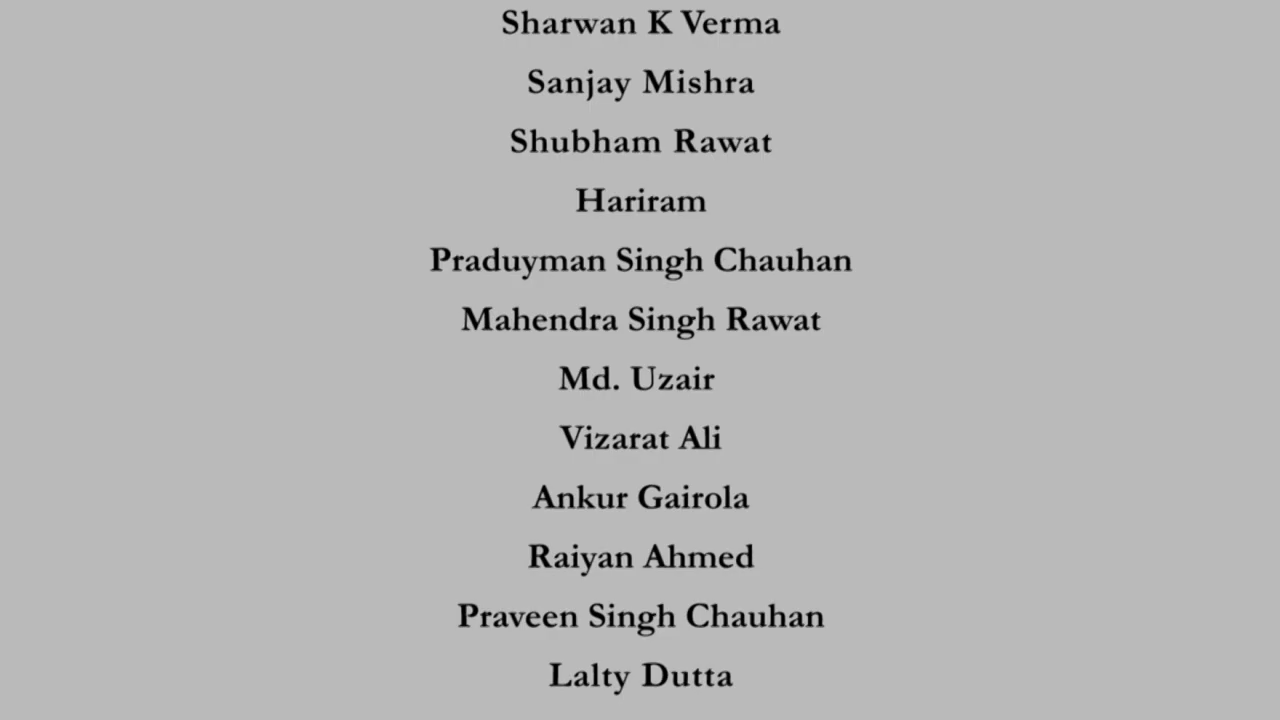 Sharwan K Verma
Sanjay Mishra
Shubham Rawat
Hariram
Praduyman Singh Chauhan
Mahendra Singh Rawat
Md. Uzair
Vizarat Ali
Ankur Gairola
Raiyan Ahmed
Praveen Singh Chauhan
Lalty Dutta